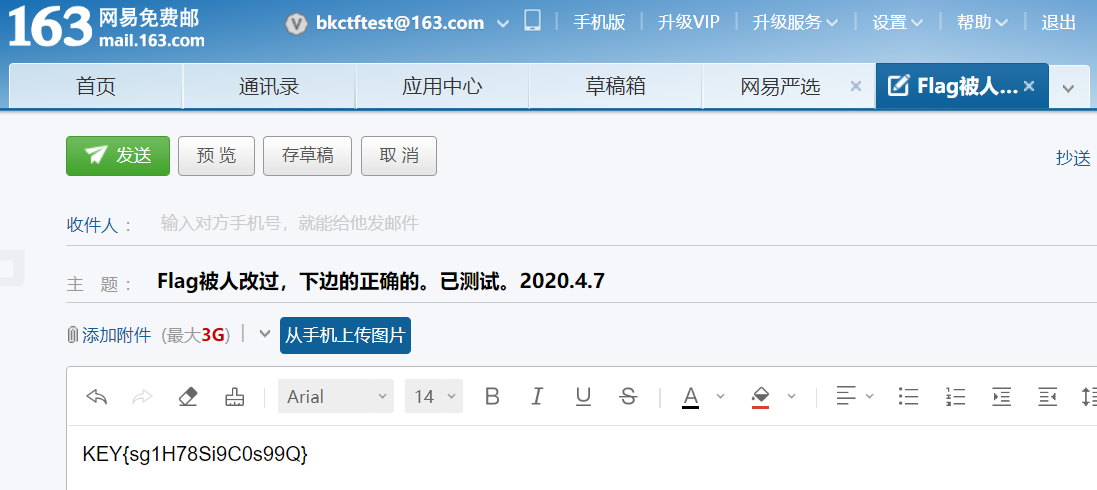 163 网易免费邮
mail.163.com
V bkctftest@163.com 手机版 升级VIP 升级服务 设置 帮助 退出
首页 通讯录 应用中心 草稿箱 网易严选 × Flag被人... ×
发送 预 览 存草稿 取 消
抄送
收件人： 输入对方手机号，就能给他发邮件
主 题： Flag被人改过，下边的正确的。已测试。2020.4.7
添加附件 (最大3G) 从手机上传图片
Arial 14 B I U S A
KEY{sg1H78Si9C0s99Q}